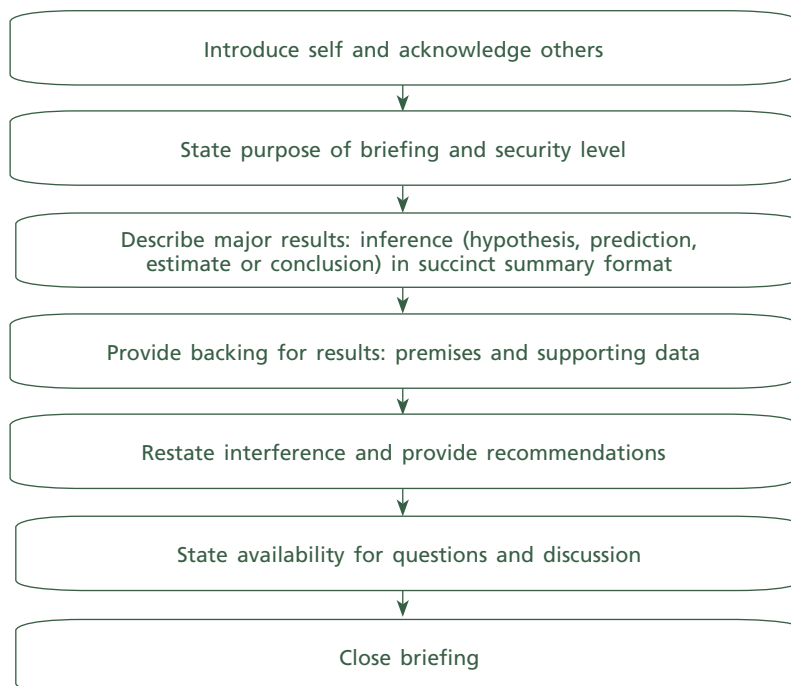 Introduce self and acknowledge others
State purpose of briefing and security level
Describe major results: inference (hypothesis, prediction,
estimate or conclusion) in succinct summary format
Provide backing for results: premises and supporting data
Restate interference and provide recommendations
State availability for questions and discussion
Close briefing